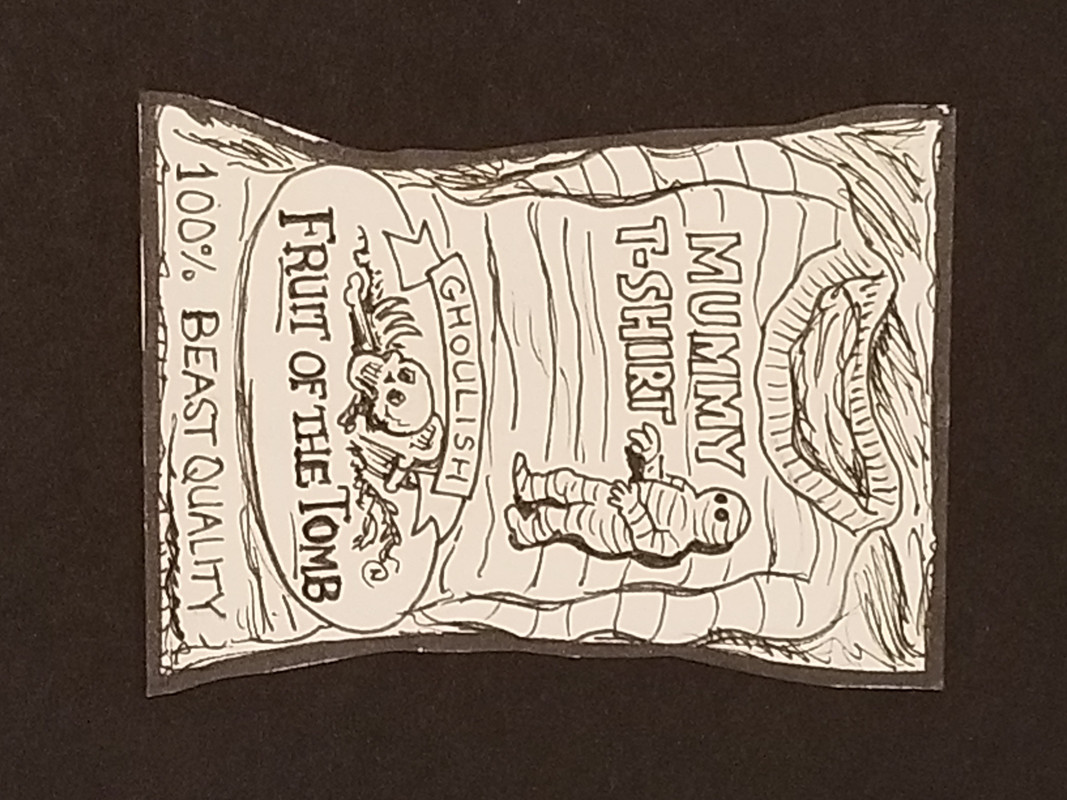 MUMMY
T-SHIRT
GHOULISH
FRUIT OF THE TOMB
100% BEAST QUALITY